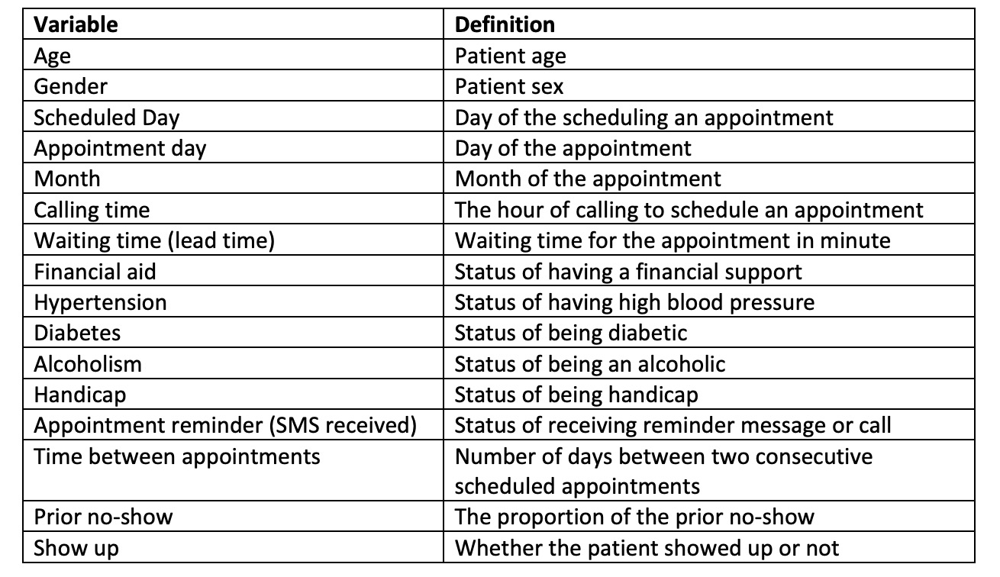 Variable Definition
Age Patient age
Gender Patient sex
Scheduled Day Day of the scheduling an appointment
Appointment day Day of the appointment
Month Month of the appointment
Calling time The hour of calling to schedule an appointment
Waiting time (lead time) Waiting time for the appointment in minute
Financial aid Status of having a financial support
Hypertension Status of having high blood pressure
Diabetes Status of being diabetic
Alcoholism Status of being an alcoholic
Handicap Status of being handicap
Appointment reminder (SMS received) Status of receiving reminder message or call
Time between appointments Number of days between two consecutive
scheduled appointments
Prior no-show The proportion of the prior no-show
Show up Whether the patient showed up or not